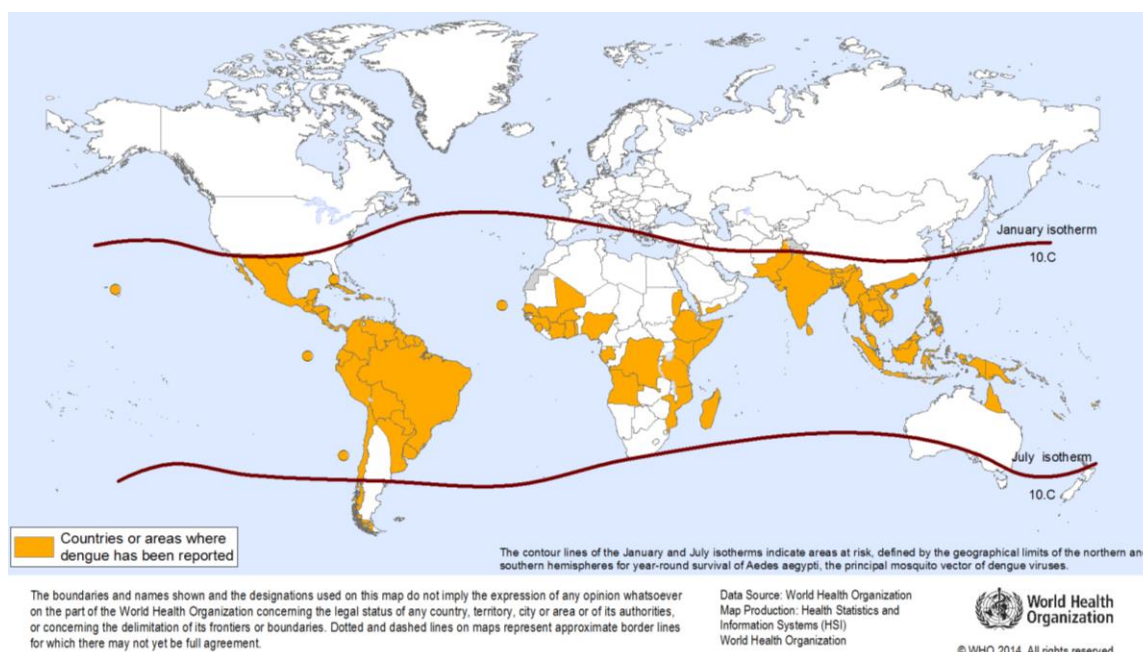 January isotherm
10.C
July isotherm
10.C
Countries or areas where
dengue has been reported
The contour lines of the January and July isotherms indicate areas at risk, defined by the geographical limits of the northern and
southern hemispheres for year-round survival of Aedes aegypti, the principal mosquito vector of dengue viruses.
The boundaries and names shown and the designations used on this map do not imply the expression of any opinion whatsoever
on the part of the World Health Organization concerning the legal status of any country, territory, city or area or of its authorities,
or concerning the delimitation of its frontiers or boundaries. Dotted and dashed lines on maps represent approximate border lines
for which there may not yet be full agreement.
Data Source: World Health Organization
Map Production: Health Statistics and
Information Systems (HSI)
World Health Organization
World Health
Organization
© WHO 2014. All rights reserved